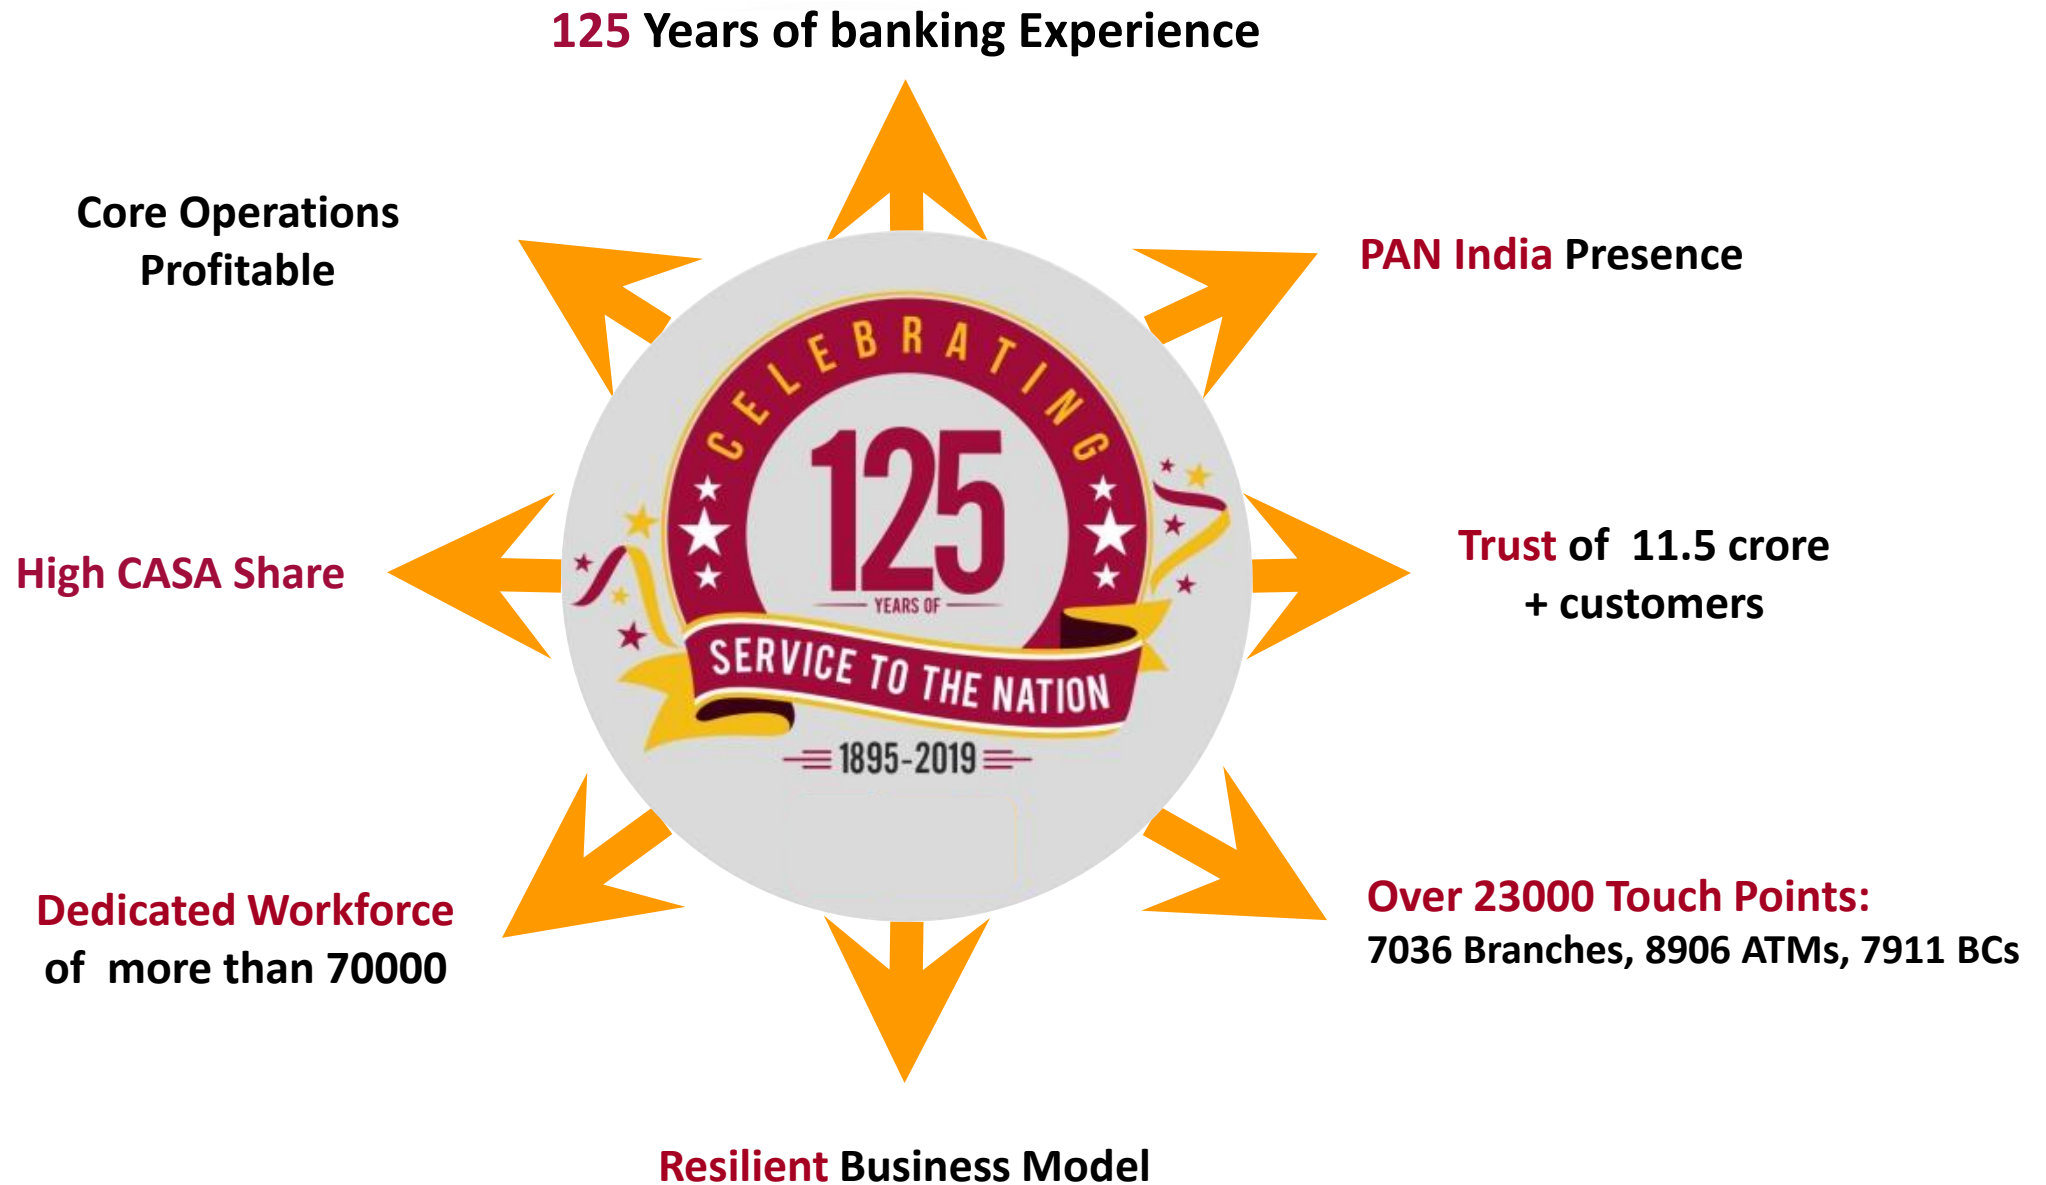 125 Years of banking Experience
Core Operations
Profitable
PAN India Presence
CELEBRATING
125
YEARS OF
SERVICE TO THE NATION
1895-2019
High CASA Share
Trust of 11.5 crore
+ customers
Dedicated Workforce
of more than 70000
Over 23000 Touch Points:
7036 Branches, 8906 ATMs, 7911 BCs
Resilient Business Model